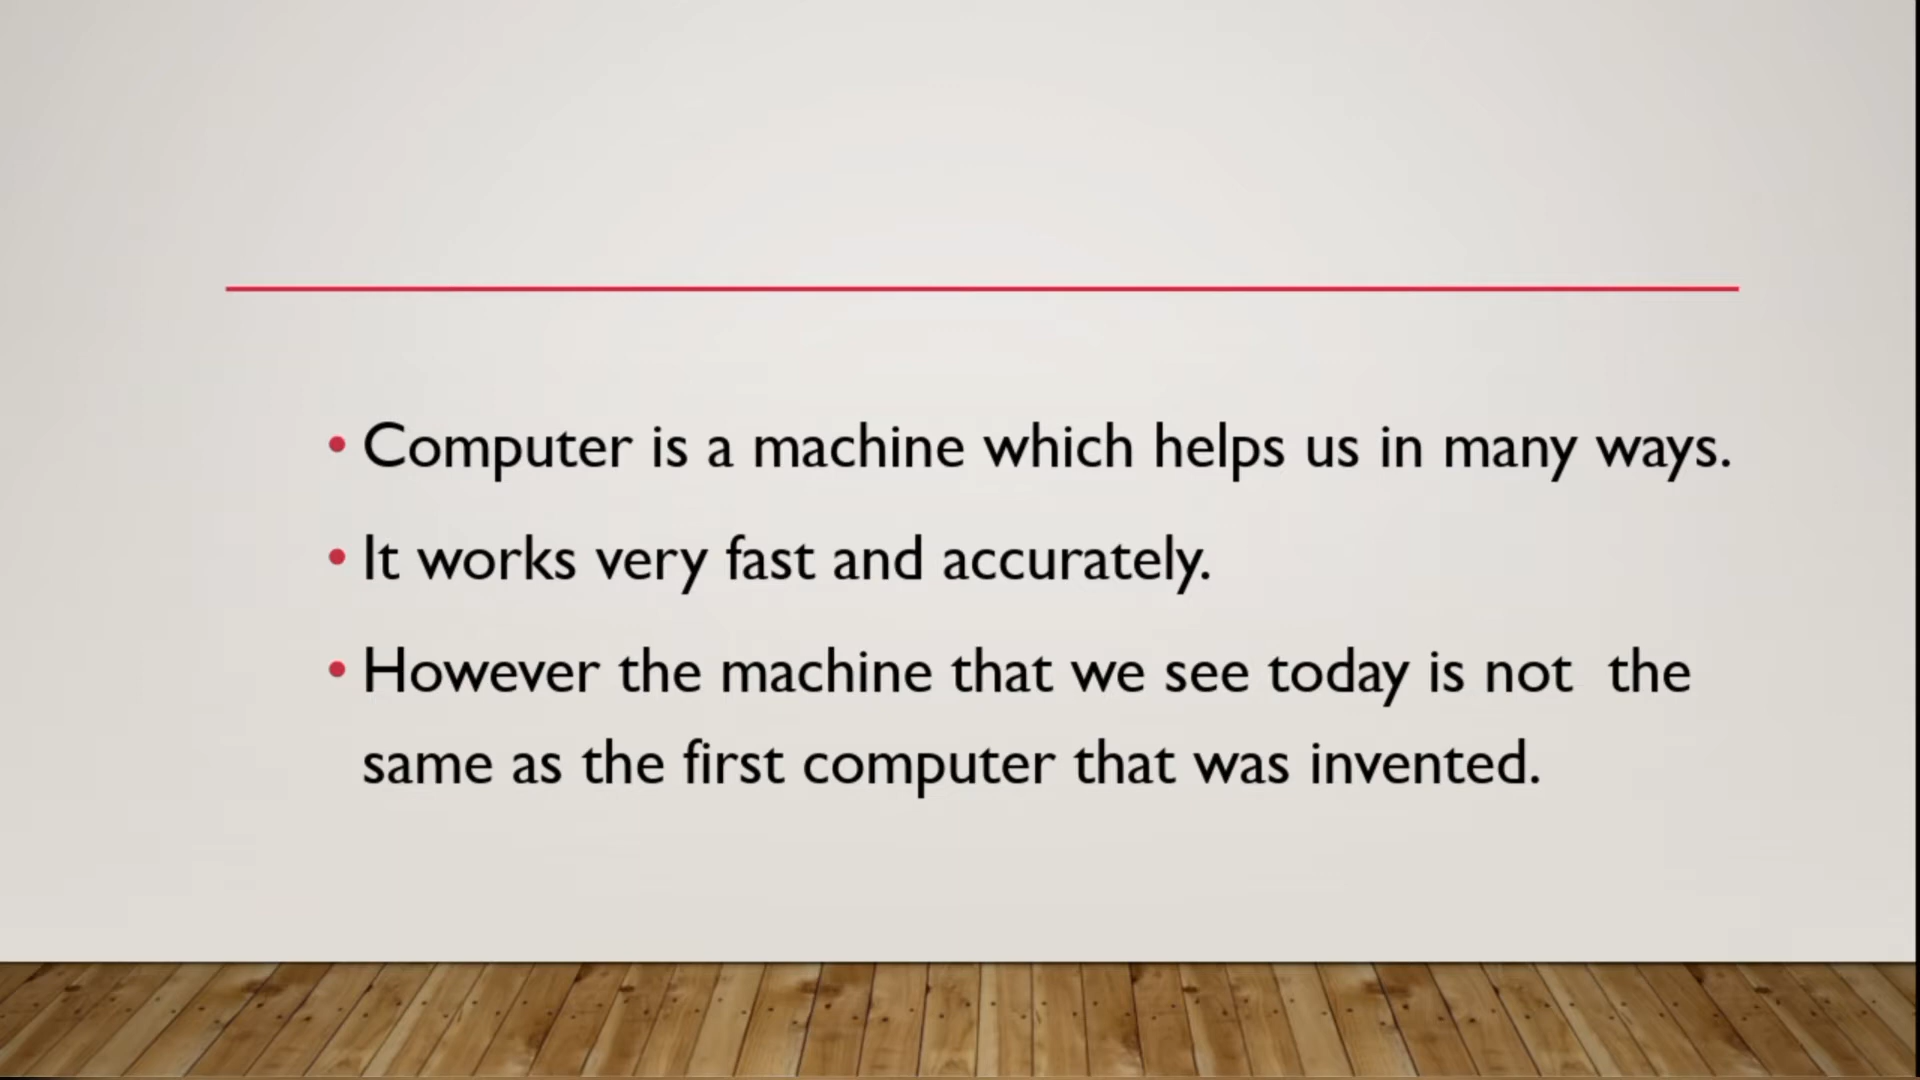 • Computer is a machine which helps us in many ways.
• It works very fast and accurately.
• However the machine that we see today is not  the
same as the first computer that was invented.